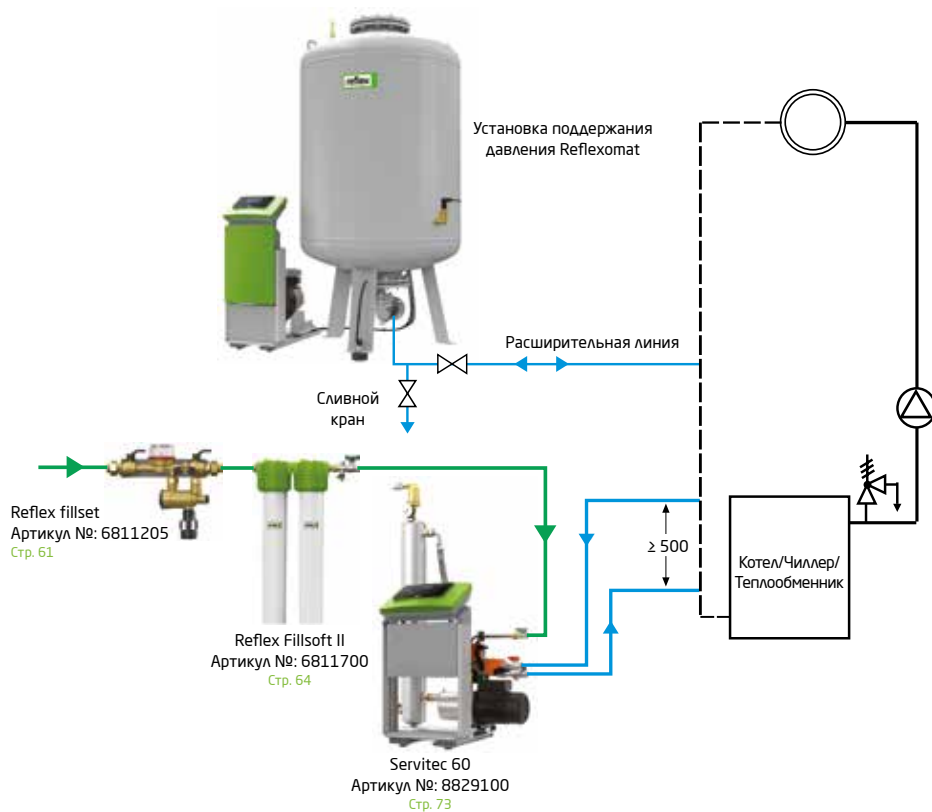 reflex
Установка поддержания
давления Reflexomat
Расширительная линия
Сливной
кран
Reflex fillset
Артикул №: 6811205
Стр. 61
≥ 500
Котел/Чиллер/
Теплообменник
Reflex Fillsoft II
Артикул №: 6811700
Стр. 64
Servitec 60
Артикул №: 8829100
Стр. 73